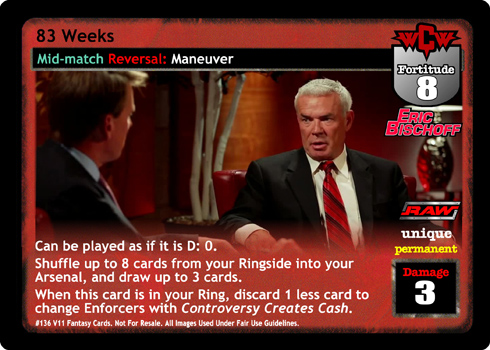 83 Weeks
WCW
Mid-match Reversal: Maneuver
Fortitude
8
Eric
Bischoff
RAW
unique
permanent
Can be played as if it is D: 0.
Shuffle up to 8 cards from your Ringside into your
Arsenal, and draw up to 3 cards.
When this card is in your Ring, discard 1 less card to
change Enforcers with Controversy Creates Cash.
Damage
3
#136 V11 Fantasy Cards. Not For Resale. All Images Used Under Fair Use Guidelines.